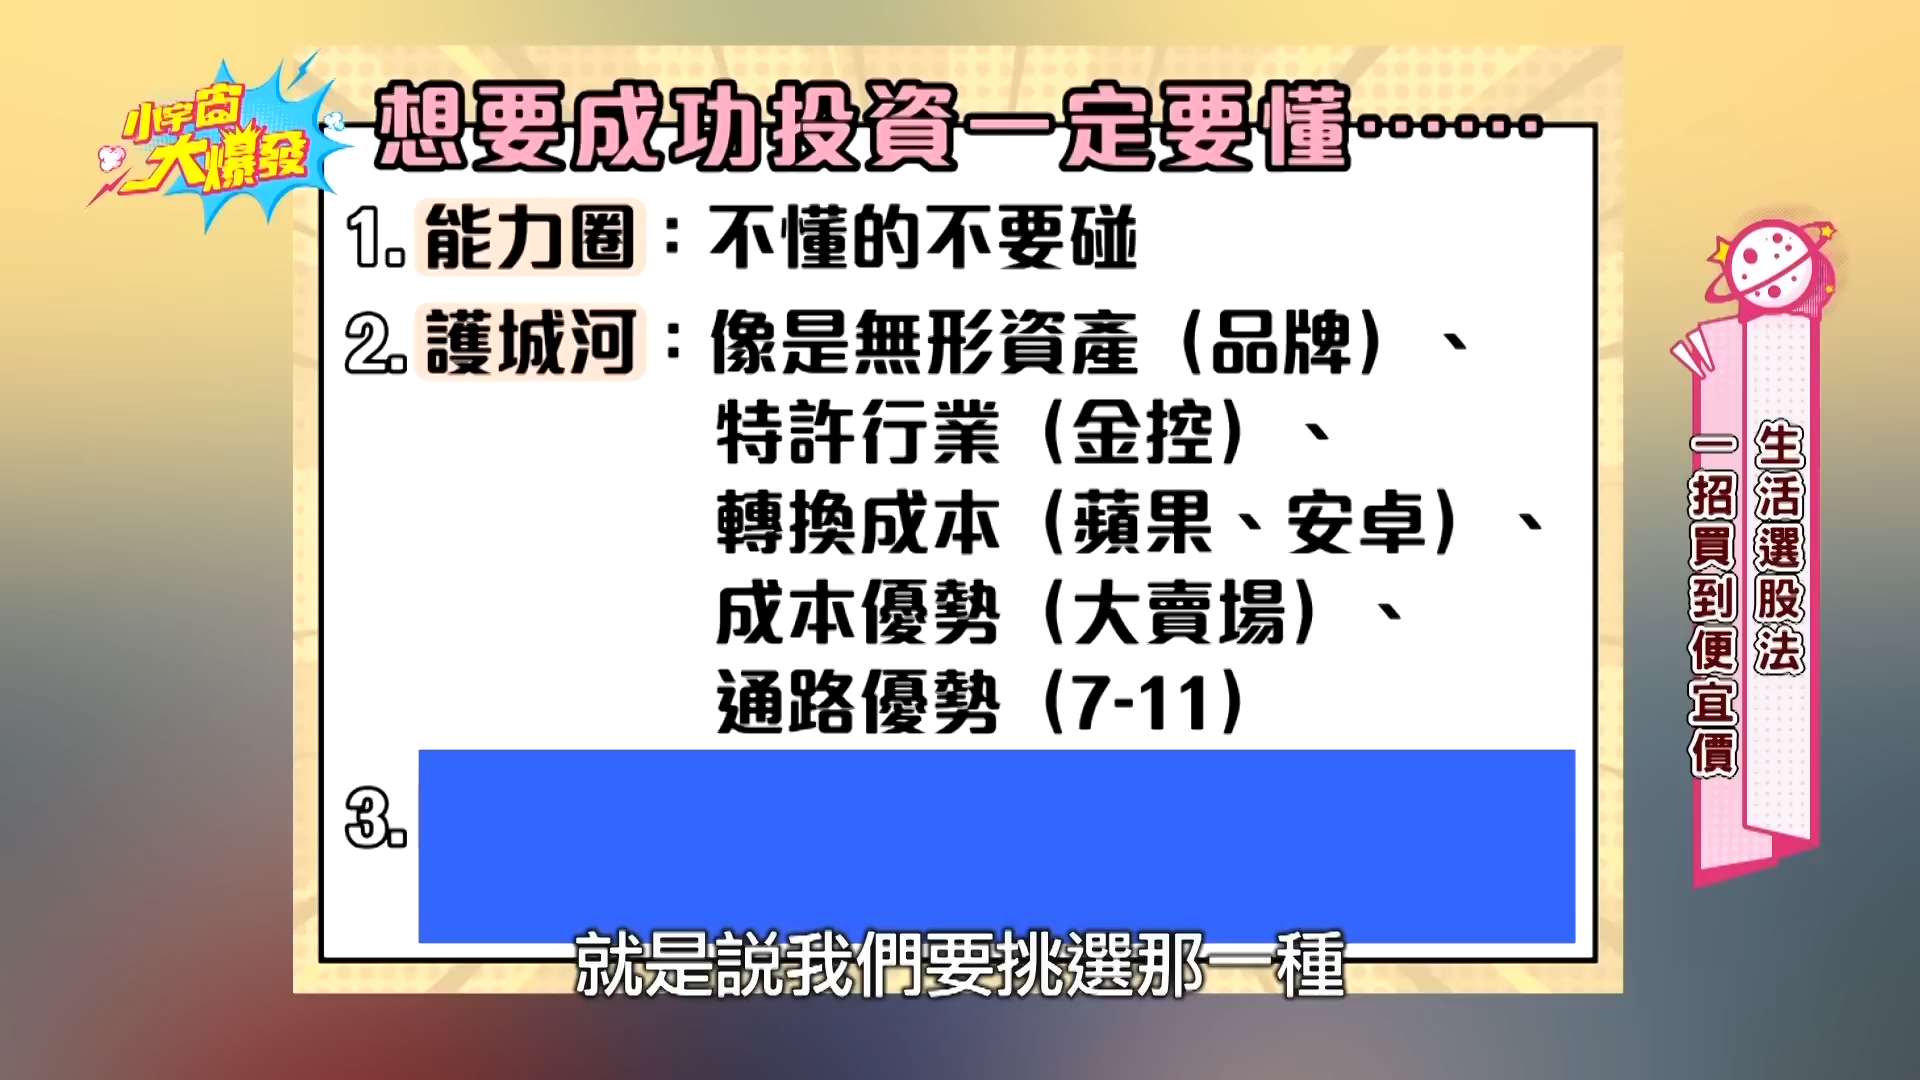 小宇宙
大爆發
想要成功投資一定要懂⋯⋯
1. 能力圈：不懂的不要碰
2. 護城河：像是無形資產（品牌）、
特許行業（金控）、
轉換成本（蘋果、安卓）、
成本優勢（大賣場）、
通路優勢（7-11）
3.
生活選股法
一招買到便宜價
就是說我們要挑選那一種